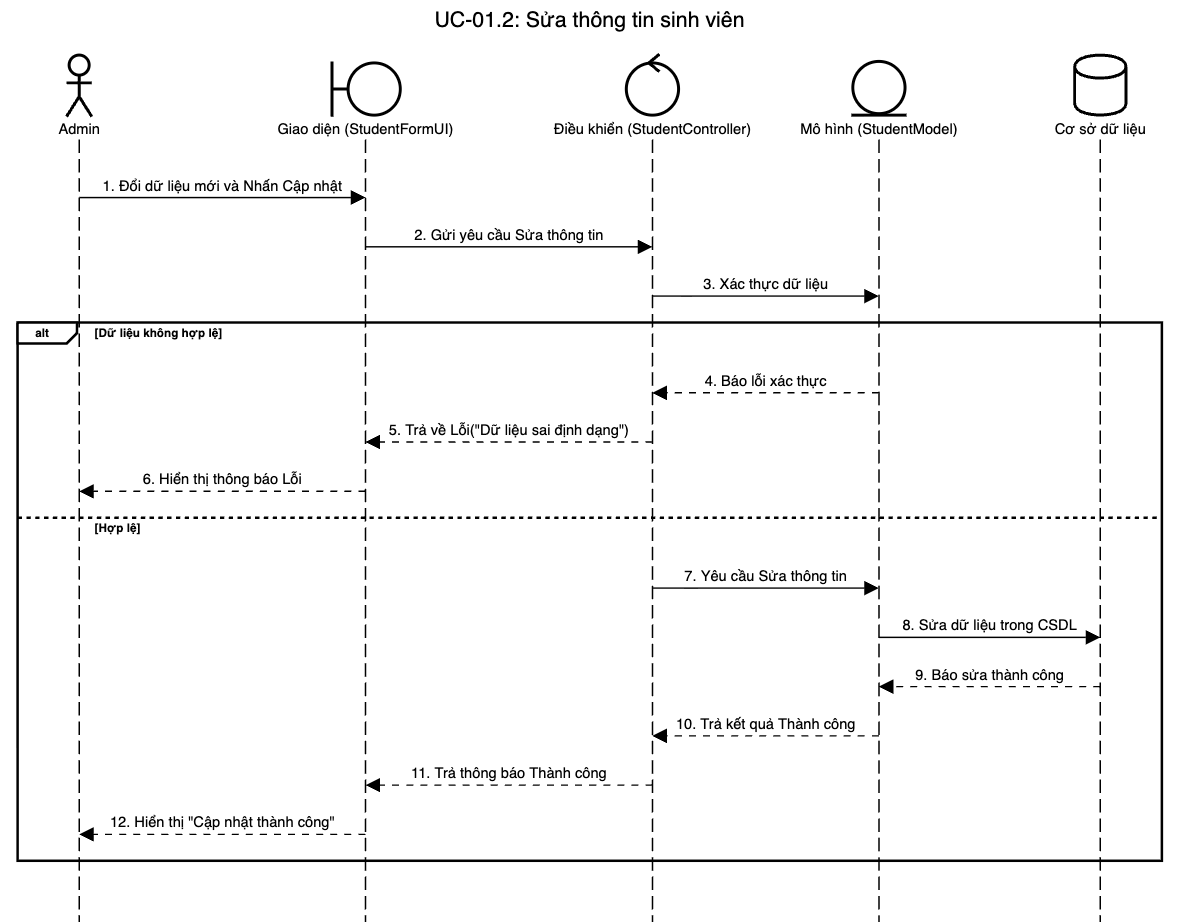 UC-01.2: Sửa thông tin sinh viên
Admin
Giao diện (StudentFormUI)
Điều khiển (StudentController)
Mô hình (StudentModel)
Cơ sở dữ liệu
1. Đổi dữ liệu mới và Nhấn Cập nhật
2. Gửi yêu cầu Sửa thông tin
3. Xác thực dữ liệu
alt
[Dữ liệu không hợp lệ]
4. Báo lỗi xác thực
5. Trả về Lỗi("Dữ liệu sai định dạng")
6. Hiển thị thông báo Lỗi
[Hợp lệ]
7. Yêu cầu Sửa thông tin
8. Sửa dữ liệu trong CSDL
9. Báo sửa thành công
10. Trả kết quả Thành công
11. Trả thông báo Thành công
12. Hiển thị "Cập nhật thành công"